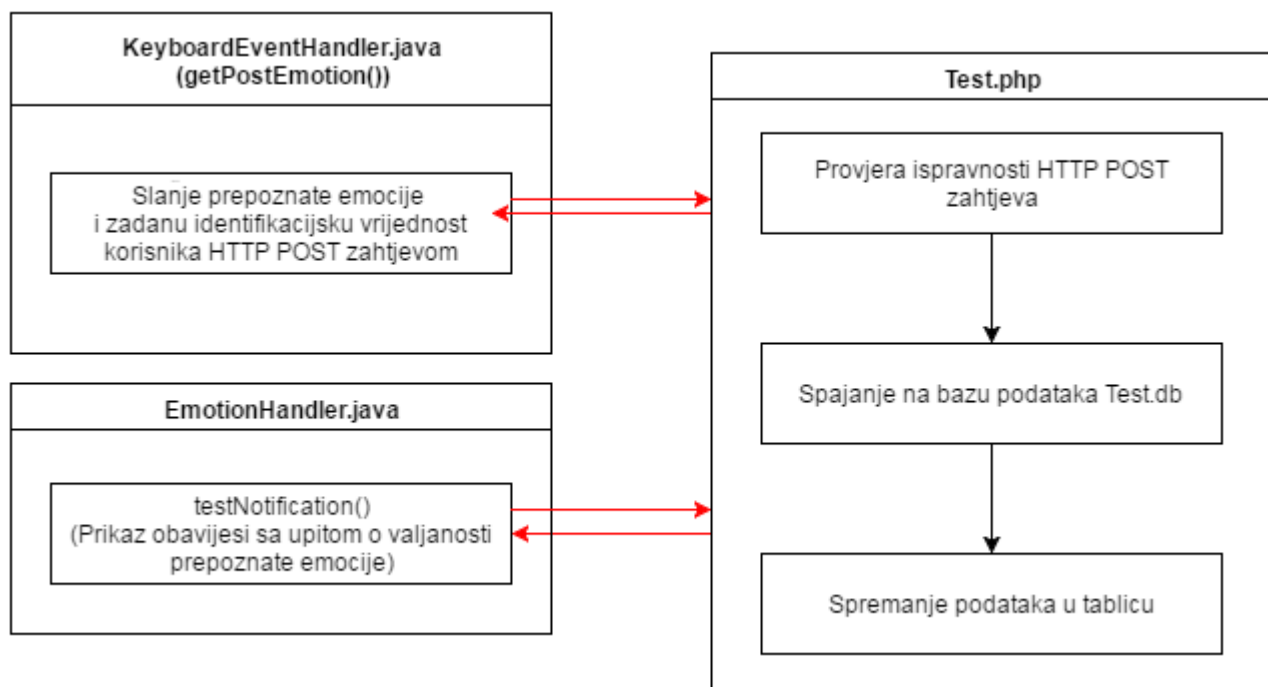 KeyboardEventHandler.java
(getPostEmotion())
Slanje prepoznate emocije
i zadanu identifikacijsku vrijednost
korisnika HTTP POST zahtjevom
EmotionHandler.java
testNotification()
(Prikaz obavijesi sa upitom o valjanosti
prepoznate emocije)
Test.php
Provjera ispravnosti HTTP POST
zahtjeva
Spajanje na bazu podataka Test.db
Spremanje podataka u tablicu